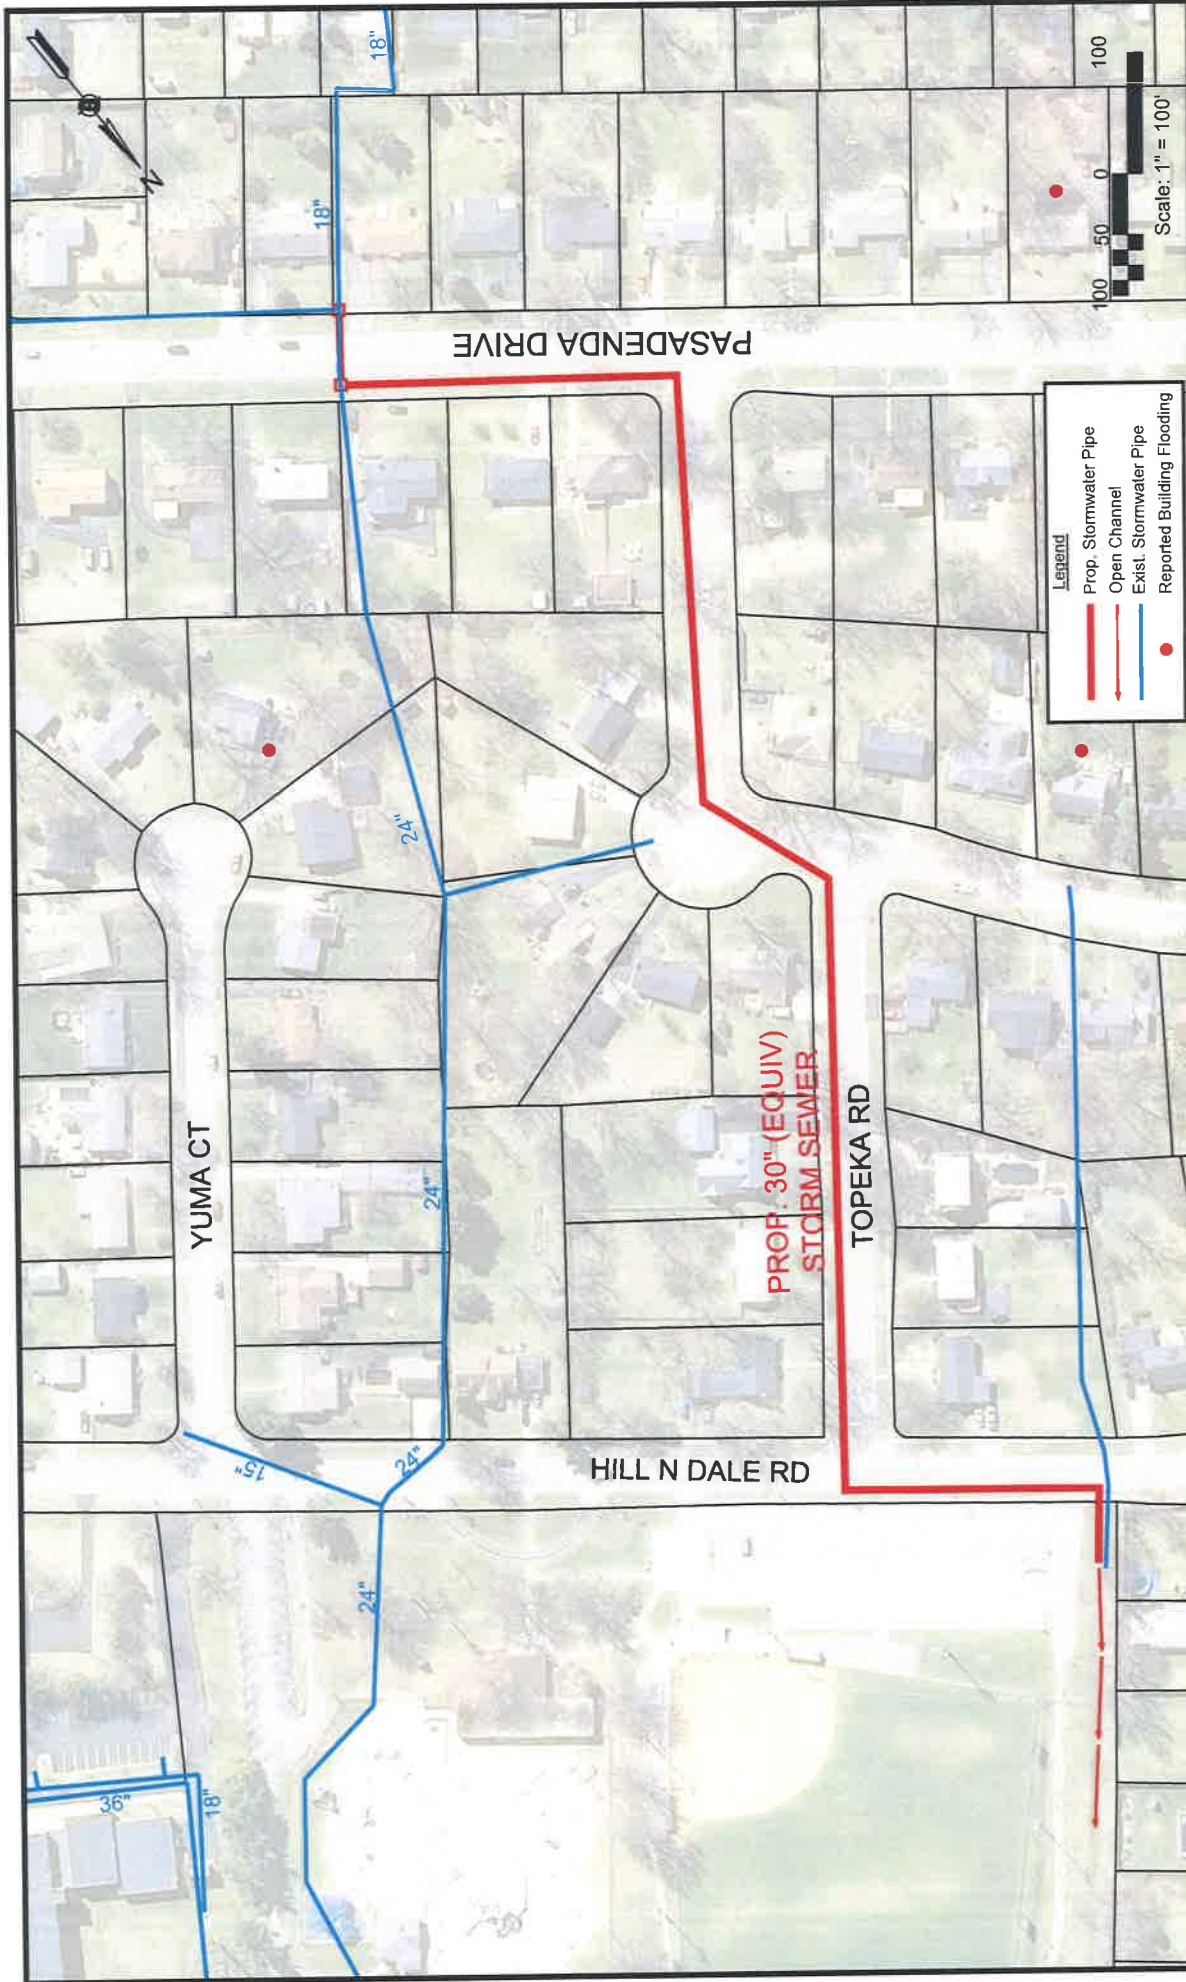 18"
18"
N
PASADENDA DRIVE
100
50
0
100
Scale: 1" = 100'
Legend
Prop. Stormwater Pipe
Open Channel
Exist. Stormwater Pipe
Reported Building Flooding
24"
YUMA CT
24"
PROP. 30" (EQUIV)
STORM SEWER
TOPEKA RD
15"
24"
HILL N DALE RD
24"
36"
18"